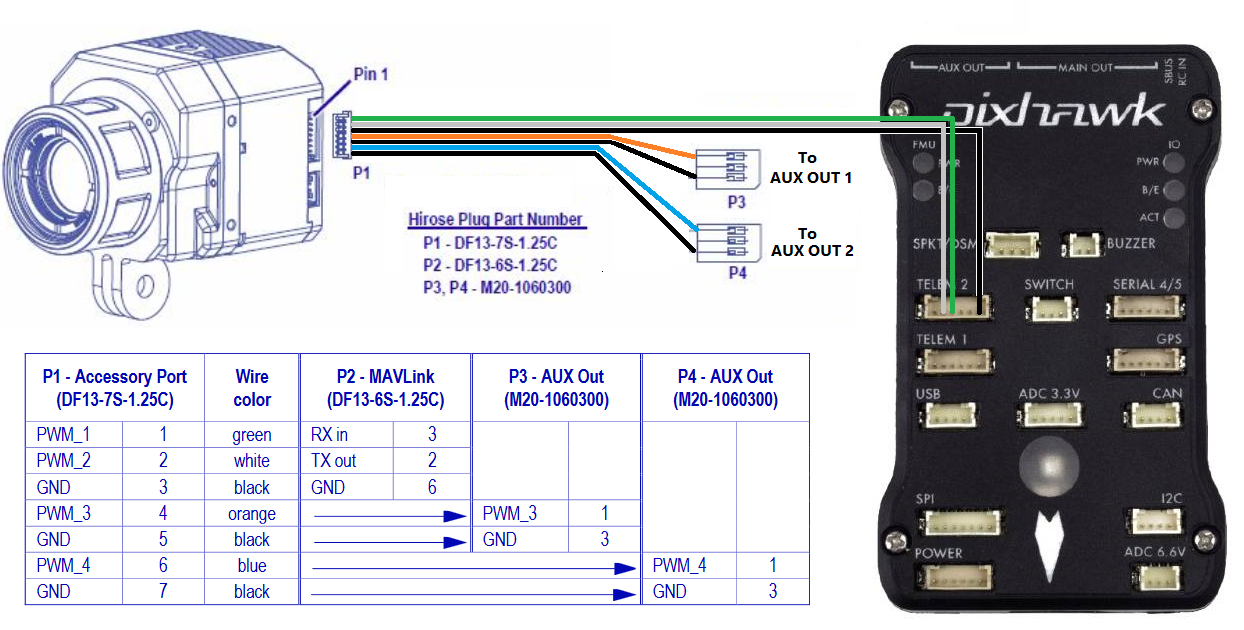 Pin 1
P1
To
AUX OUT 1
P3
To
AUX OUT 2
P4
Hirose Plug Part Number
P1 - DF13-7S-1.25C
P2 - DF13-6S-1.25C
P3, P4 - M20-1060300
AUX OUT
MAIN OUT
SBUS
RC IN
pixhawk
FMU
IO
PWR
B/E
ACT
SPKT/DSM
BUZZER
TELEM 2
SWITCH
SERIAL 4/5
TELEM 1
GPS
USB
ADC 3.3V
CAN
SPI
I2C
POWER
ADC 6.6V
P1 - Accessory Port Wire P2 - MAVLink P3 - AUX Out P4 - AUX Out
(DF13-7S-1.25C) color (DF13-6S-1.25C) (M20-1060300) (M20-1060300)
PWM_1 1 green RX in 3
PWM_2 2 white TX out 2
GND 3 black GND 6
PWM_3 4 orange PWM_3 1
GND 5 black GND 3
PWM_4 6 blue PWM_4 1
GND 7 black GND 3